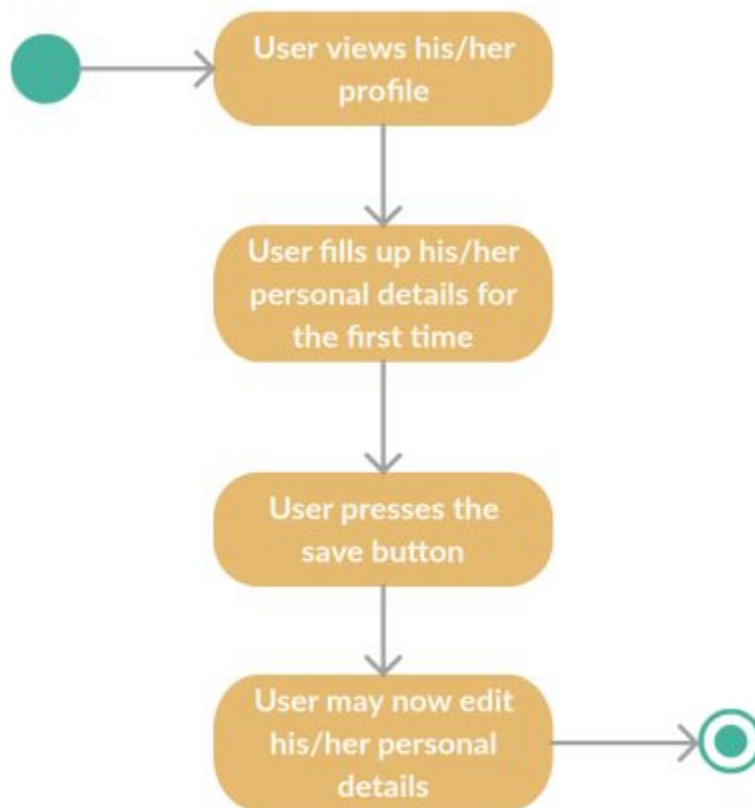 User views his/her
profile
User fills up his/her
personal details for
the first time
User presses the
save button
User may now edit
his/her personal
details